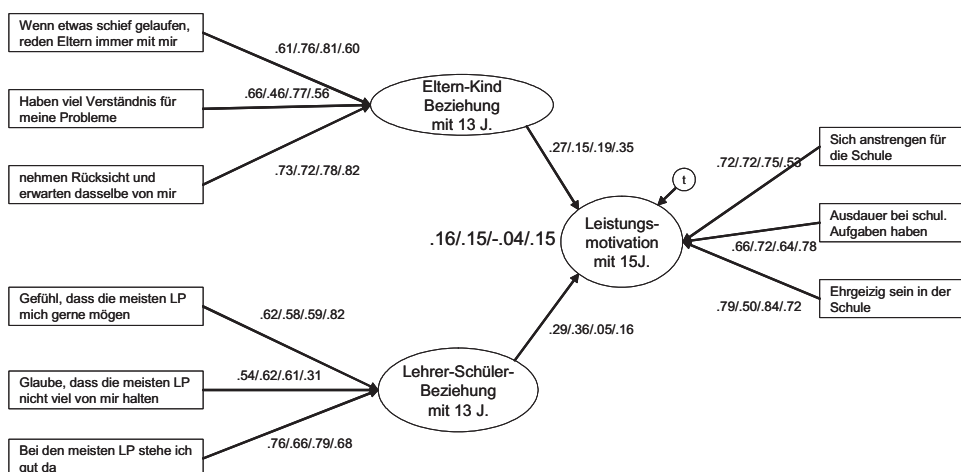 Wenn etwas schief gelaufen,
reden Eltern immer mit mir
.61/.76/.81/.60
Haben viel Verständnis für
meine Probleme
.66/.46/.77/.56
nehmen Rücksicht und
erwarten dasselbe von mir
.73/.72/.78/.82
Eltern-Kind
Beziehung
mit 13 J.
.27/.15/.19/.35
t
Leistungs-
motivation
mit 15J.
.16/.15/-.04/.15
Sich anstrengen für
die Schule
.72/.72/.75/.53
Ausdauer bei schul.
Aufgaben haben
.66/.72/.64/.78
Ehrgeizig sein in der
Schule
.79/.50/.84/.72
Gefühl, dass die meisten LP
mich gerne mögen
.62/.58/.59/.82
Glaube, dass die meisten LP
nicht viel von mir halten
.54/.62/.61/.31
Bei den meisten LP stehe ich
gut da
.76/.66/.79/.68
Lehrer-Schüler-
Beziehung
mit 13 J.
.29/.36/.05/.16